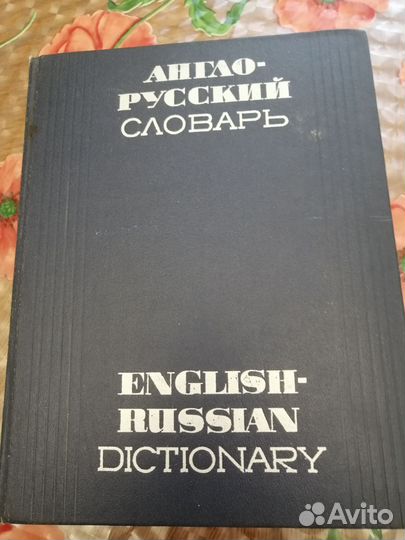 АНГЛО-
РУССКИЙ
СЛОВАРЬ
ENGLISH-
RUSSIAN
DICTIONARY
Avito